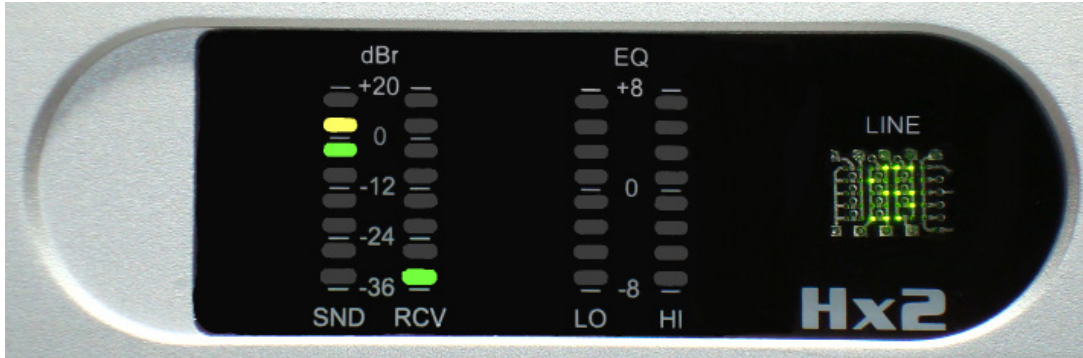 dBr
+20
0
-12
-24
-36
SND RCV
EQ
+8
0
-8
LO HI
LINE
Hx2